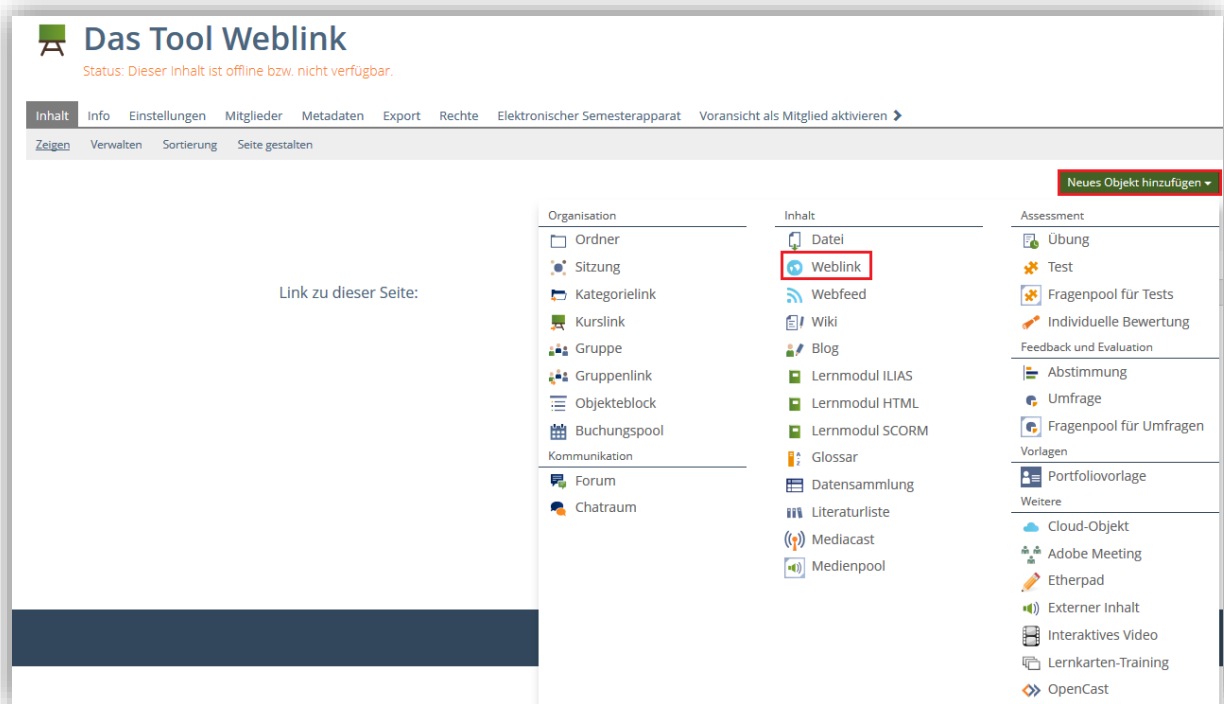 Das Tool Weblink
Status: Dieser Inhalt ist offline bzw. nicht verfügbar.
Inhalt Info Einstellungen Mitglieder Metadaten Export Rechte Elektronischer Semesterapparat Voransicht als Mitglied aktivieren
Zeigen Verwalten Sortierung Seite gestalten
Neues Objekt hinzufügen
Link zu dieser Seite:
Organisation
Ordner
Sitzung
Kategorielink
Kurslink
Gruppe
Gruppenlink
Objekteblock
Buchungspool
Kommunikation
Forum
Chatraum
Inhalt
Datei
Weblink
Webfeed
Wiki
Blog
Lernmodul ILIAS
Lernmodul HTML
Lernmodul SCORM
Glossar
Datensammlung
Literaturliste
Mediacast
Medienpool
Assessment
Übung
Test
Fragenpool für Tests
Individuelle Bewertung
Feedback und Evaluation
Abstimmung
Umfrage
Fragenpool für Umfragen
Vorlagen
Portfoliovorlage
Weitere
Cloud-Objekt
Adobe Meeting
Etherpad
Externer Inhalt
Interaktives Video
Lernkarten-Training
OpenCast